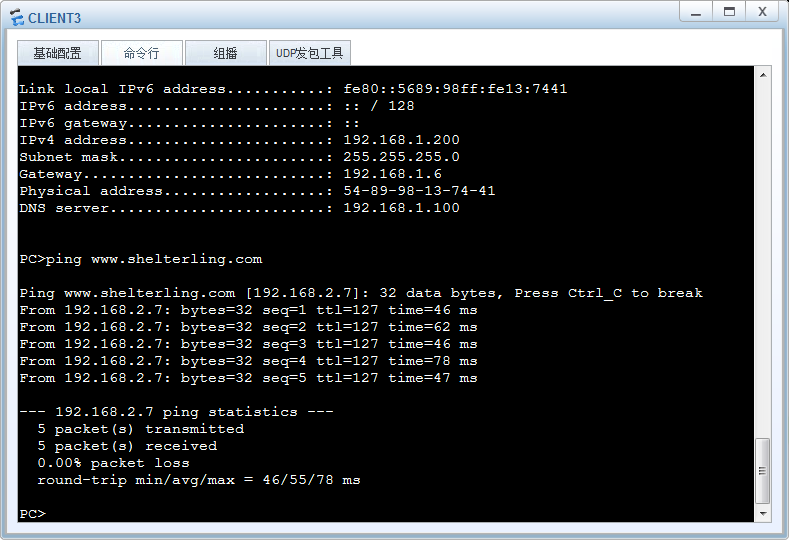 CLIENT3
基础配置 命令行 组播 UDP发包工具
Link local IPv6 address...........: fe80::5689:98ff:fe13:7441
IPv6 address......................: :: / 128
IPv6 gateway......................: ::
IPv4 address......................: 192.168.1.200
Subnet mask.......................: 255.255.255.0
Gateway...........................: 192.168.1.6
Physical address..................: 54-89-98-13-74-41
DNS server........................: 192.168.1.100
PC>ping www.shelterling.com
Ping www.shelterling.com [192.168.2.7]: 32 data bytes, Press Ctrl_C to break
From 192.168.2.7: bytes=32 seq=1 ttl=127 time=46 ms
From 192.168.2.7: bytes=32 seq=2 ttl=127 time=62 ms
From 192.168.2.7: bytes=32 seq=3 ttl=127 time=46 ms
From 192.168.2.7: bytes=32 seq=4 ttl=127 time=78 ms
From 192.168.2.7: bytes=32 seq=5 ttl=127 time=47 ms
--- 192.168.2.7 ping statistics ---
5 packet(s) transmitted
5 packet(s) received
0.00% packet loss
round-trip min/avg/max = 46/55/78 ms
PC>